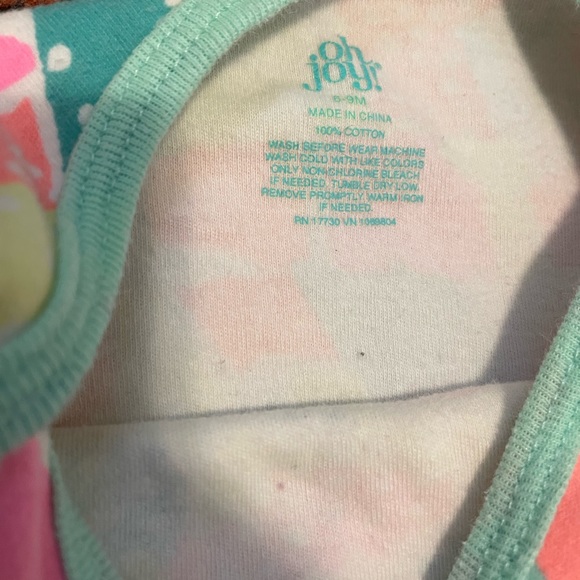 oh
joy!
6-9M
MADE IN CHINA
100% COTTON
WASH BEFORE WEAR MACHINE
WASH COLD WITH LIKE COLORS
ONLY NON-CHLORINE BLEACH
IF NEEDED. TUMBLE DRY LOW.
REMOVE PROMPTLY. WARM IRON
IF NEEDED.
RN 17730 VN 1069804